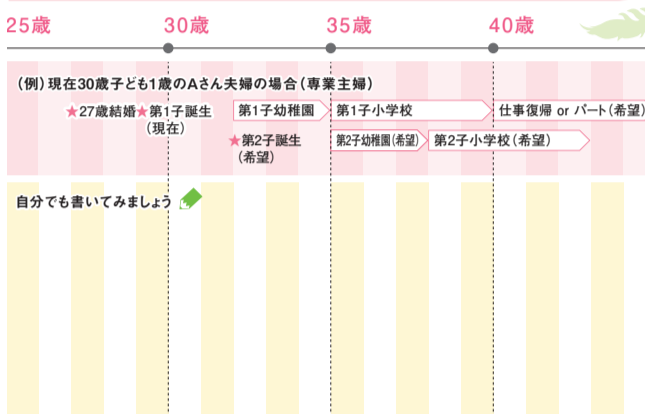 25歳 30歳 35歳 40歳
(例)現在30歳子ども1歳のAさん夫婦の場合(専業主婦)
★27歳結婚★第1子誕生 第1子幼稚園 第1子小学校 仕事復帰 or パート(希望)
(現在)
★第2子誕生 第2子幼稚園(希望) 第2子小学校(希望)
(希望)
自分でも書いてみましょう